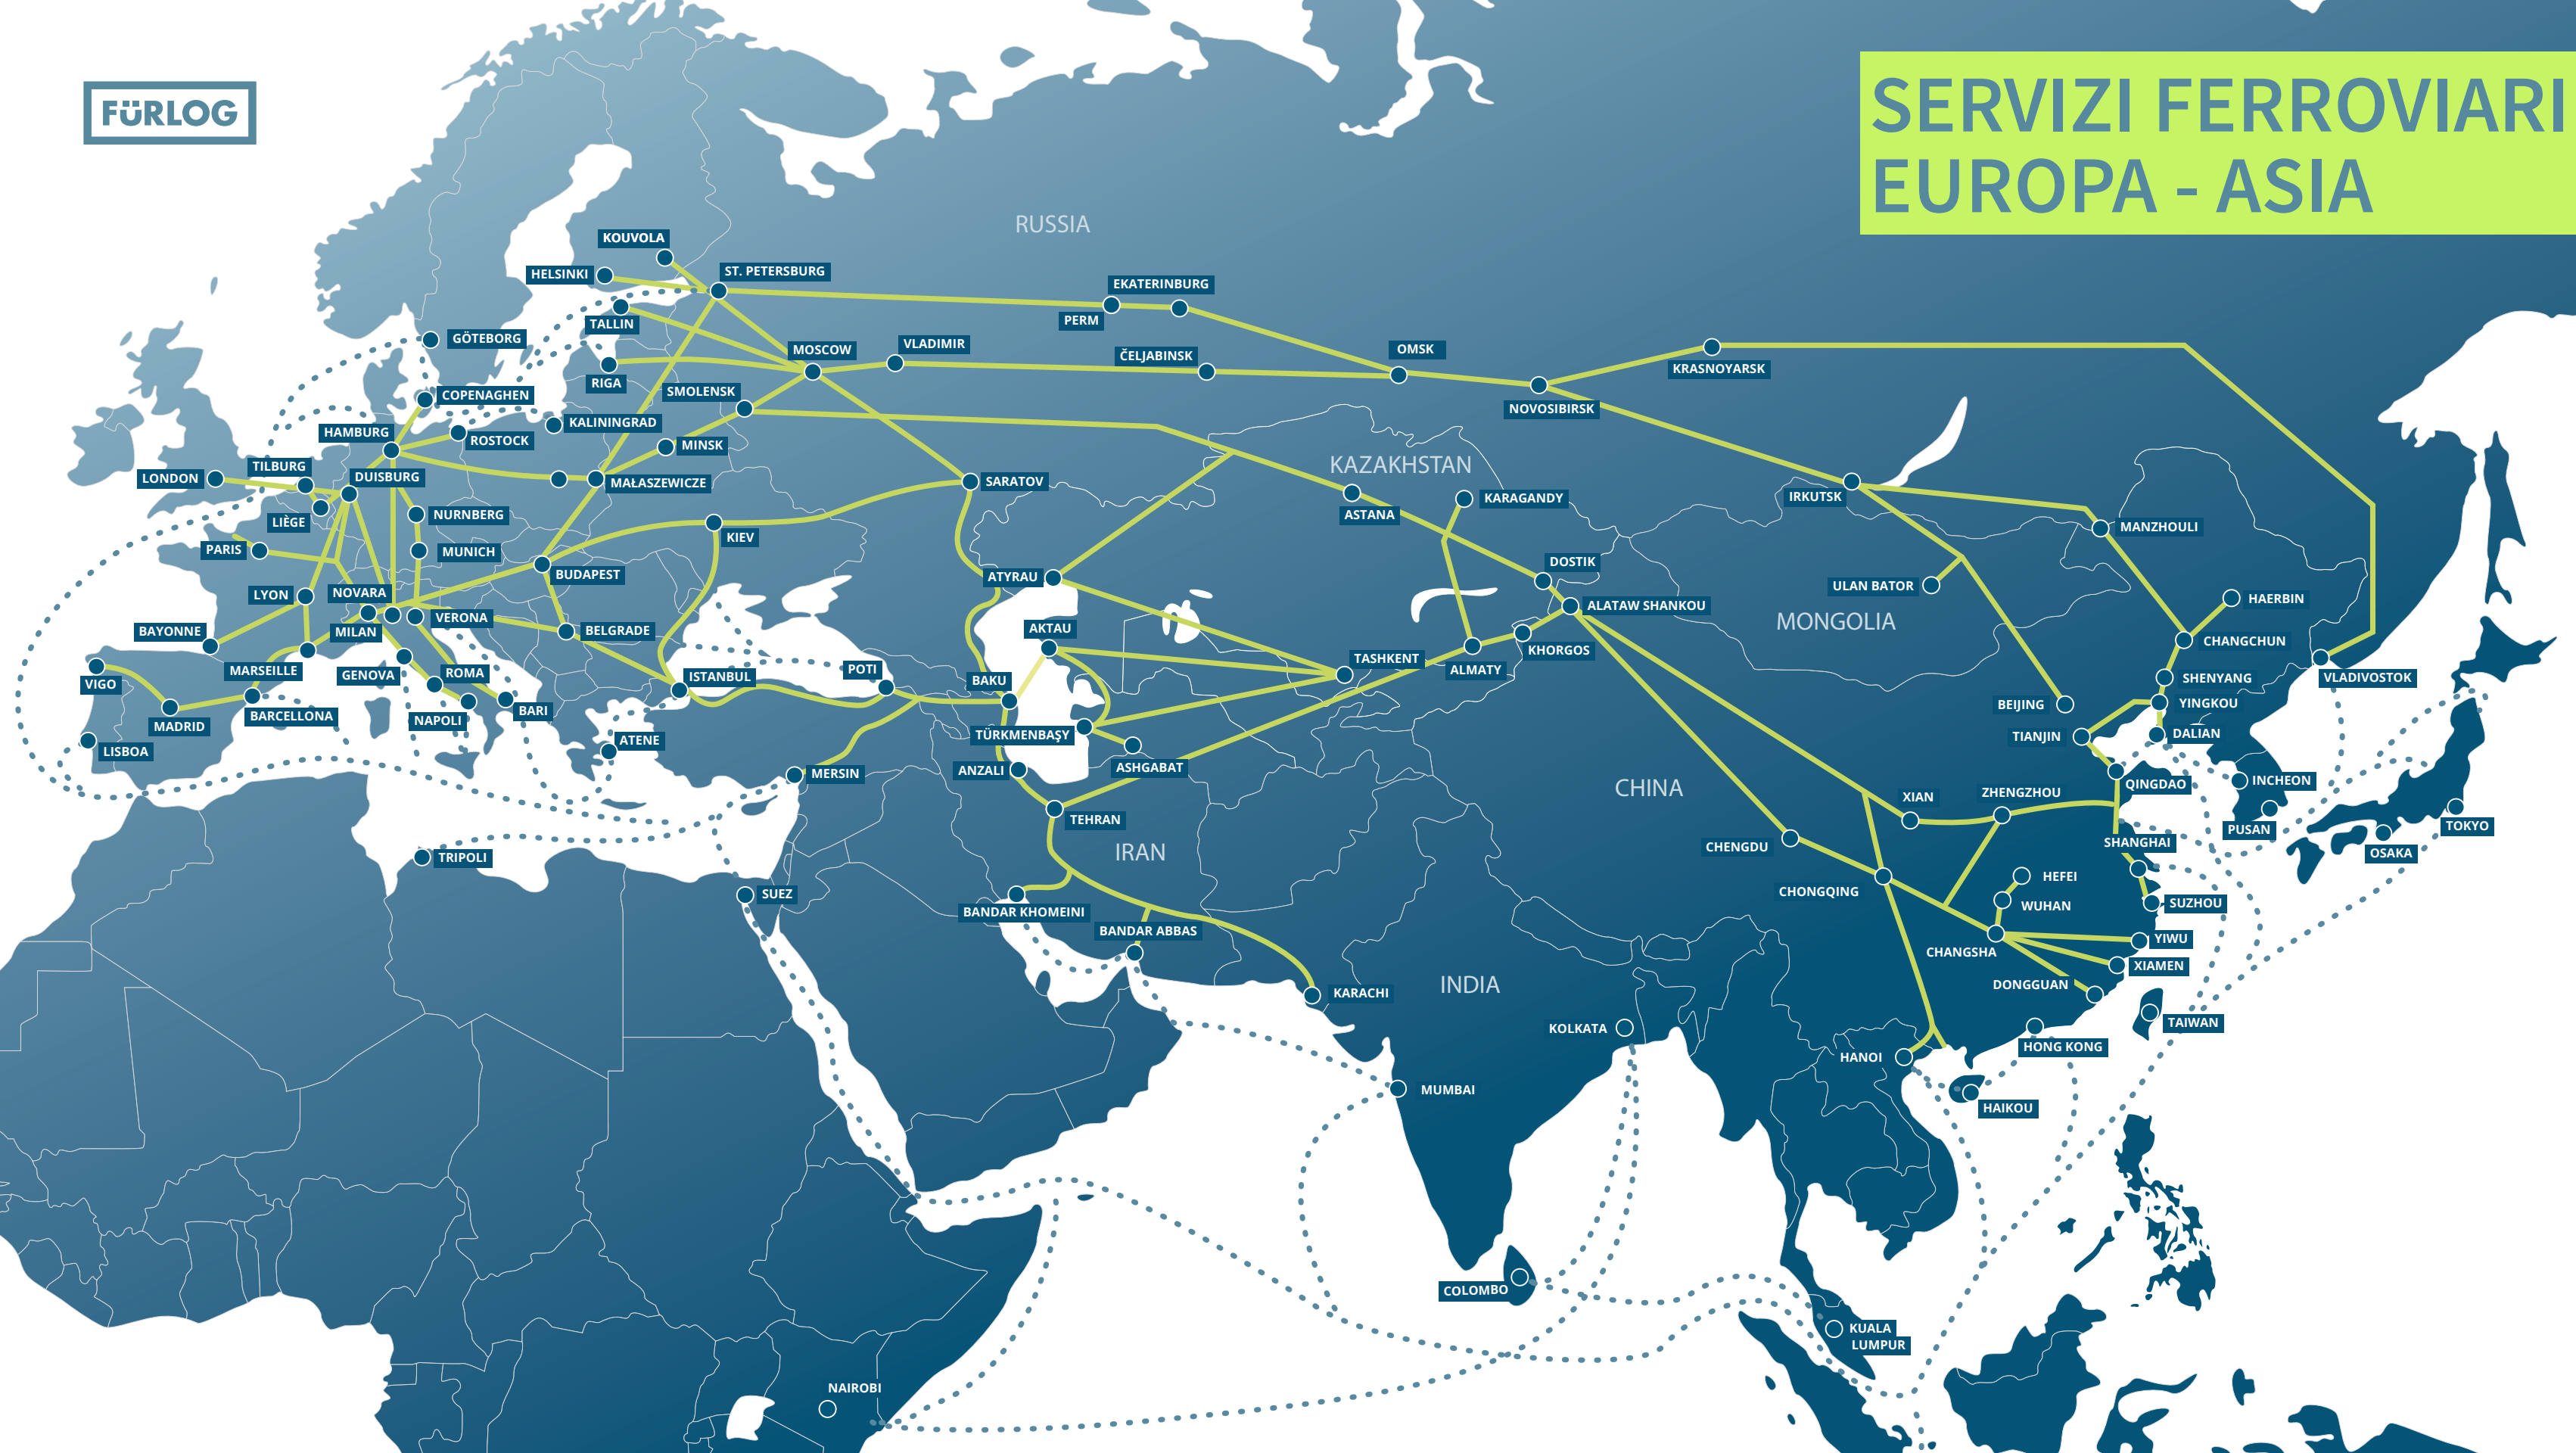 FÜRLOG
SERVIZI FERROVIARI
EUROPA - ASIA
RUSSIA
KOUVOLA
HELSINKI
ST. PETERSBURG
EKATERINBURG
PERM
TALLIN
GÖTEBORG
MOSCOW
VLADIMIR
ČELJABINSK
OMSK
KRASNOYARSK
RIGA
SMOLENSK
COPENAGHEN
NOVOSIBIRSK
KALININGRAD
HAMBURG
ROSTOCK
MINSK
KAZAKHSTAN
TILBURG
LONDON
DUISBURG
MAŁASZEWICZE
SARATOV
KARAGANDY
IRKUTSK
ASTANA
LIÈGE
NURNBERG
MANZHOULI
KIEV
PARIS
MUNICH
DOSTIK
BUDAPEST
ATYRAU
ULAN BATOR
LYON
NOVARA
HAERBIN
ALATAW SHANKOU
MONGOLIA
VERONA
BAYONNE
MILAN
BELGRADE
AKTAU
CHANGCHUN
KHORGOS
TASHKENT
ALMATY
MARSEILLE
GENOVA
ROMA
ISTANBUL
POTI
BAKU
SHENYANG
VLADIVOSTOK
VIGO
YINGKOU
BEIJING
BARCELLONA
NAPOLI
BARI
MADRID
TÜRKMENBAŞY
DALIAN
TIANJIN
ATENE
LISBOA
ANZALI
ASHGABAT
MERSIN
INCHEON
QINGDAO
CHINA
ZHENGZHOU
XIAN
TEHRAN
PUSAN
TOKYO
SHANGHAI
CHENGDU
IRAN
OSAKA
TRIPOLI
HEFEI
SUEZ
CHONGQING
SUZHOU
WUHAN
BANDAR KHOMEINI
BANDAR ABBAS
YIWU
CHANGSHA
XIAMEN
INDIA
DONGGUAN
KARACHI
TAIWAN
KOLKATA
HONG KONG
HANOI
MUMBAI
HAIKOU
COLOMBO
KUALA
LUMPUR
NAIROBI